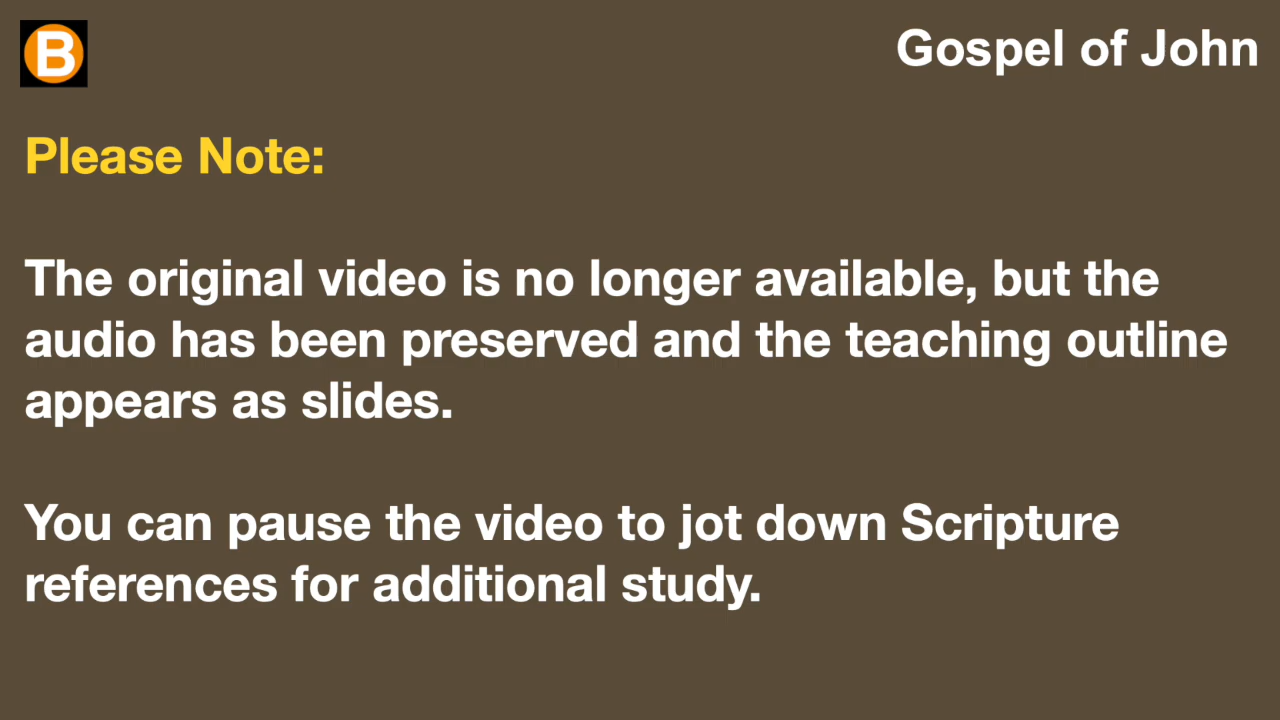 B
Gospel of John
Please Note:
The original video is no longer available, but the
audio has been preserved and the teaching outline
appears as slides.
You can pause the video to jot down Scripture
references for additional study.